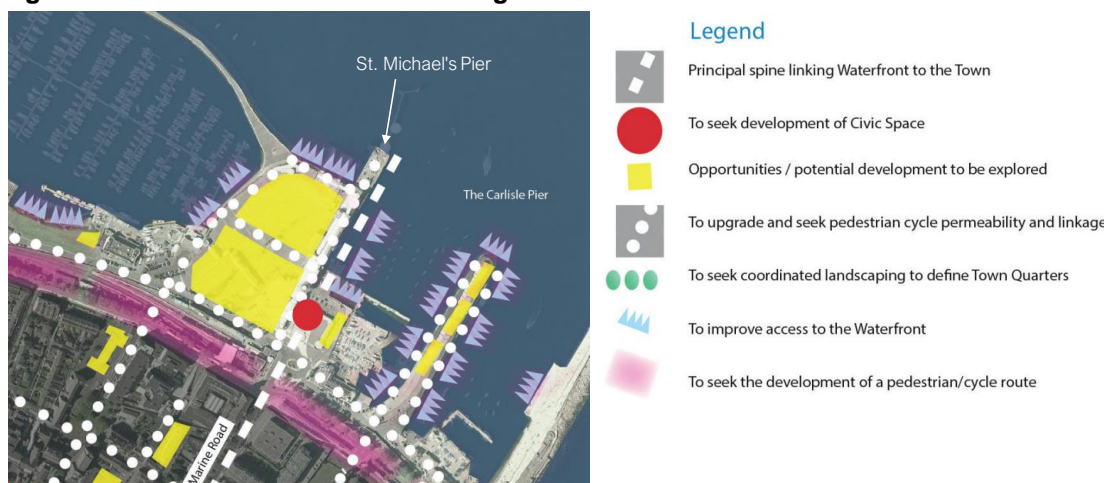 St. Michael's Pier
The Carlisle Pier
Marine Road
Legend
Principal spine linking Waterfront to the Town
To seek development of Civic Space
Opportunities / potential development to be explored
To upgrade and seek pedestrian cycle permeability and linkage
To seek coordinated landscaping to define Town Quarters
To improve access to the Waterfront
To seek the development of a pedestrian/cycle route